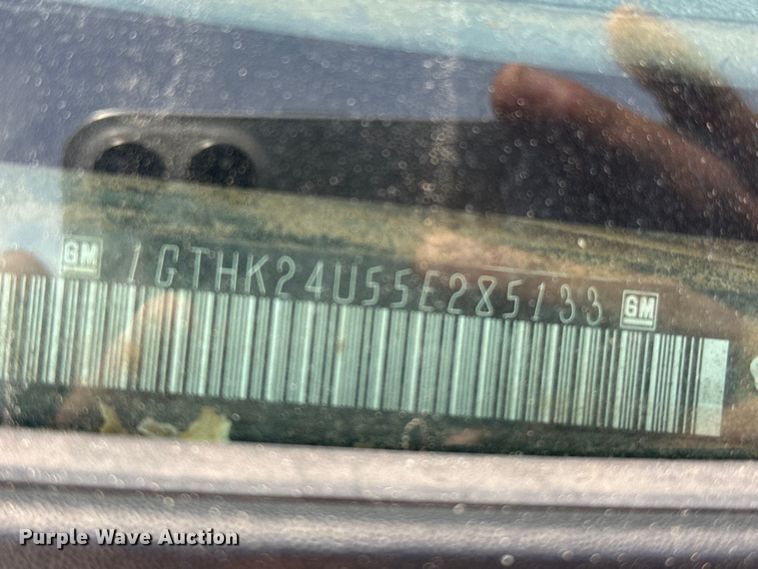 GM 1GTHK24U55E285133 GM
Purple Wave Auction